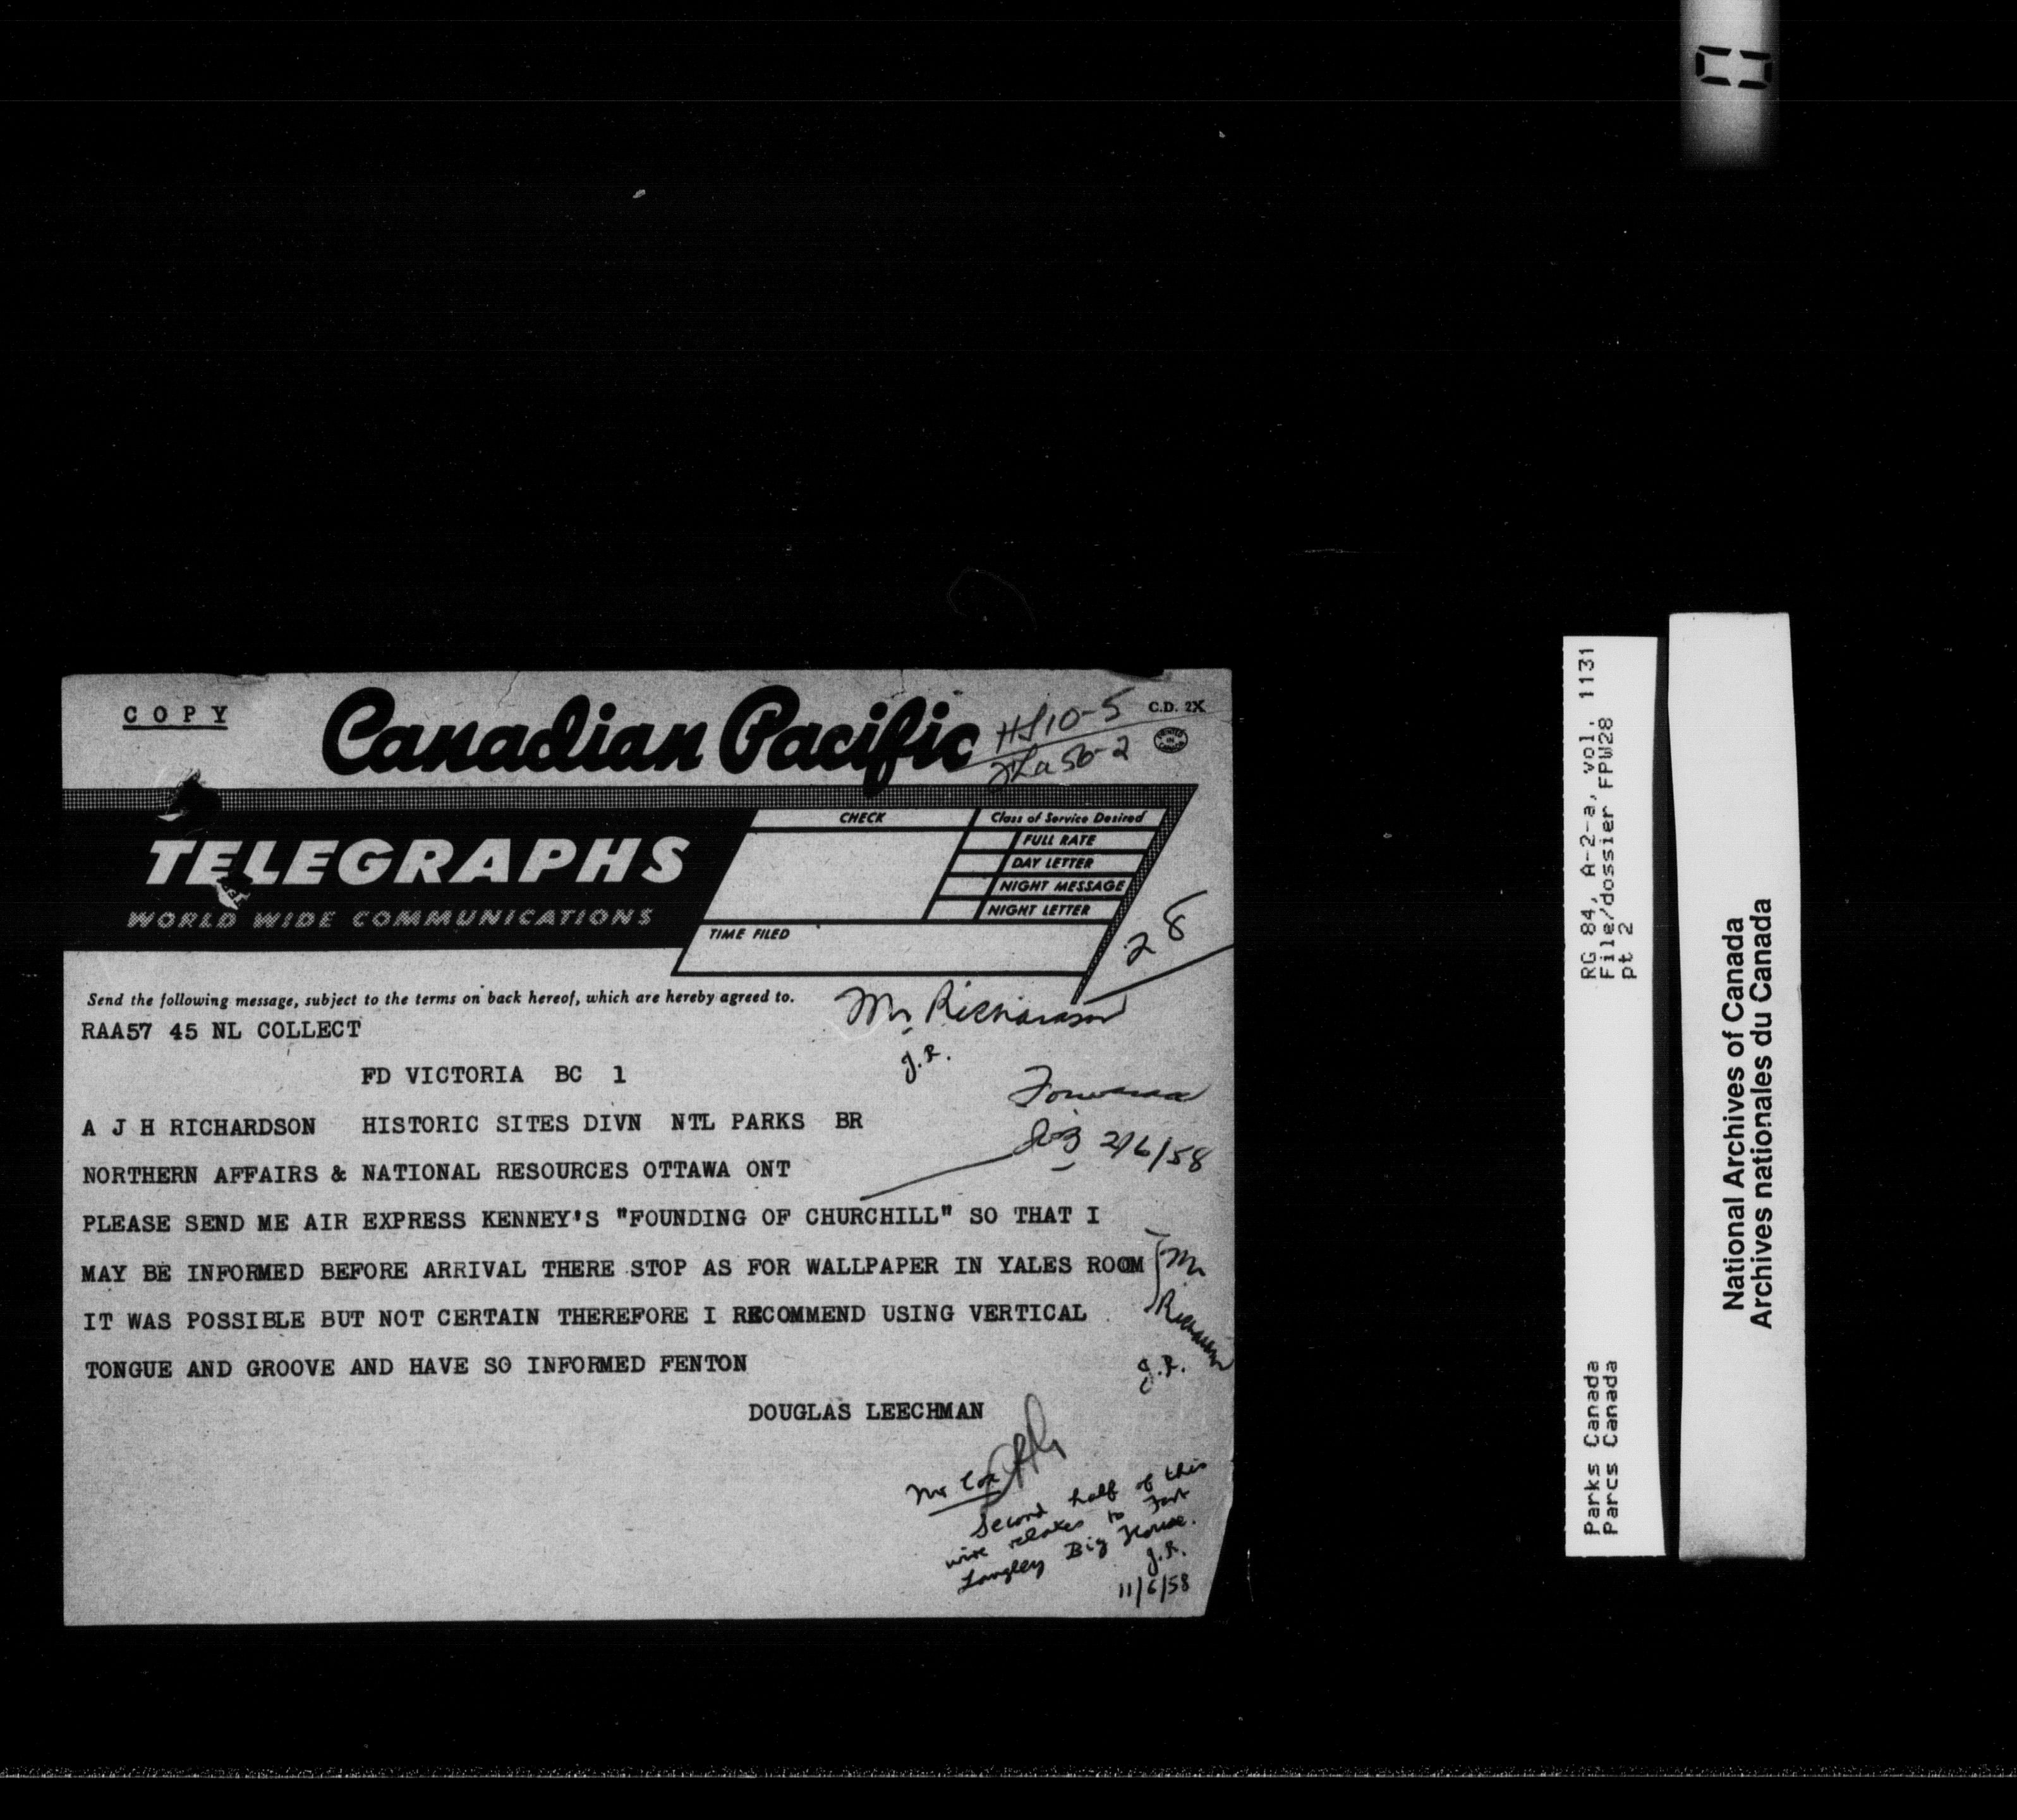 COPY
Canadian Pacific
HS10-5
C.D. 2X
TELEGRAPHS
WORLD WIDE COMMUNICATIONS
CHECK
Class of Service Desired
FULL RATE
DAY LETTER
NIGHT MESSAGE
NIGHT LETTER
TIME FILED
28
Send the following message, subject to the terms on back hereof, which are hereby agreed to.
Mr Richardson
J.R.
RAA57 45 NL COLLECT
FD VICTORIA BC 1
A J H RICHARDSON HISTORIC SITES DIVN NTL PARKS BR
2/6/58
NORTHERN AFFAIRS & NATIONAL RESOURCES OTTAWA ONT
PLEASE SEND ME AIR EXPRESS KENNEY'S "FOUNDING OF CHURCHILL" SO THAT I
MAY BE INFORMED BEFORE ARRIVAL THERE STOP AS FOR WALLPAPER IN YALES ROOM
IT WAS POSSIBLE BUT NOT CERTAIN THEREFORE I RECOMMEND USING VERTICAL
TONGUE AND GROOVE AND HAVE SO INFORMED FENTON
Mr
Richardson
J.R.
DOUGLAS LEECHMAN
Mr Cox
Second half of this
wire relates to Fort
Langley Big House.
J.R.
11/6/58
RG 84, A-2-a, vol. 1131
File/dossier FPW28
pt 2
Parks Canada
Parcs Canada
National Archives of Canada
Archives nationales du Canada